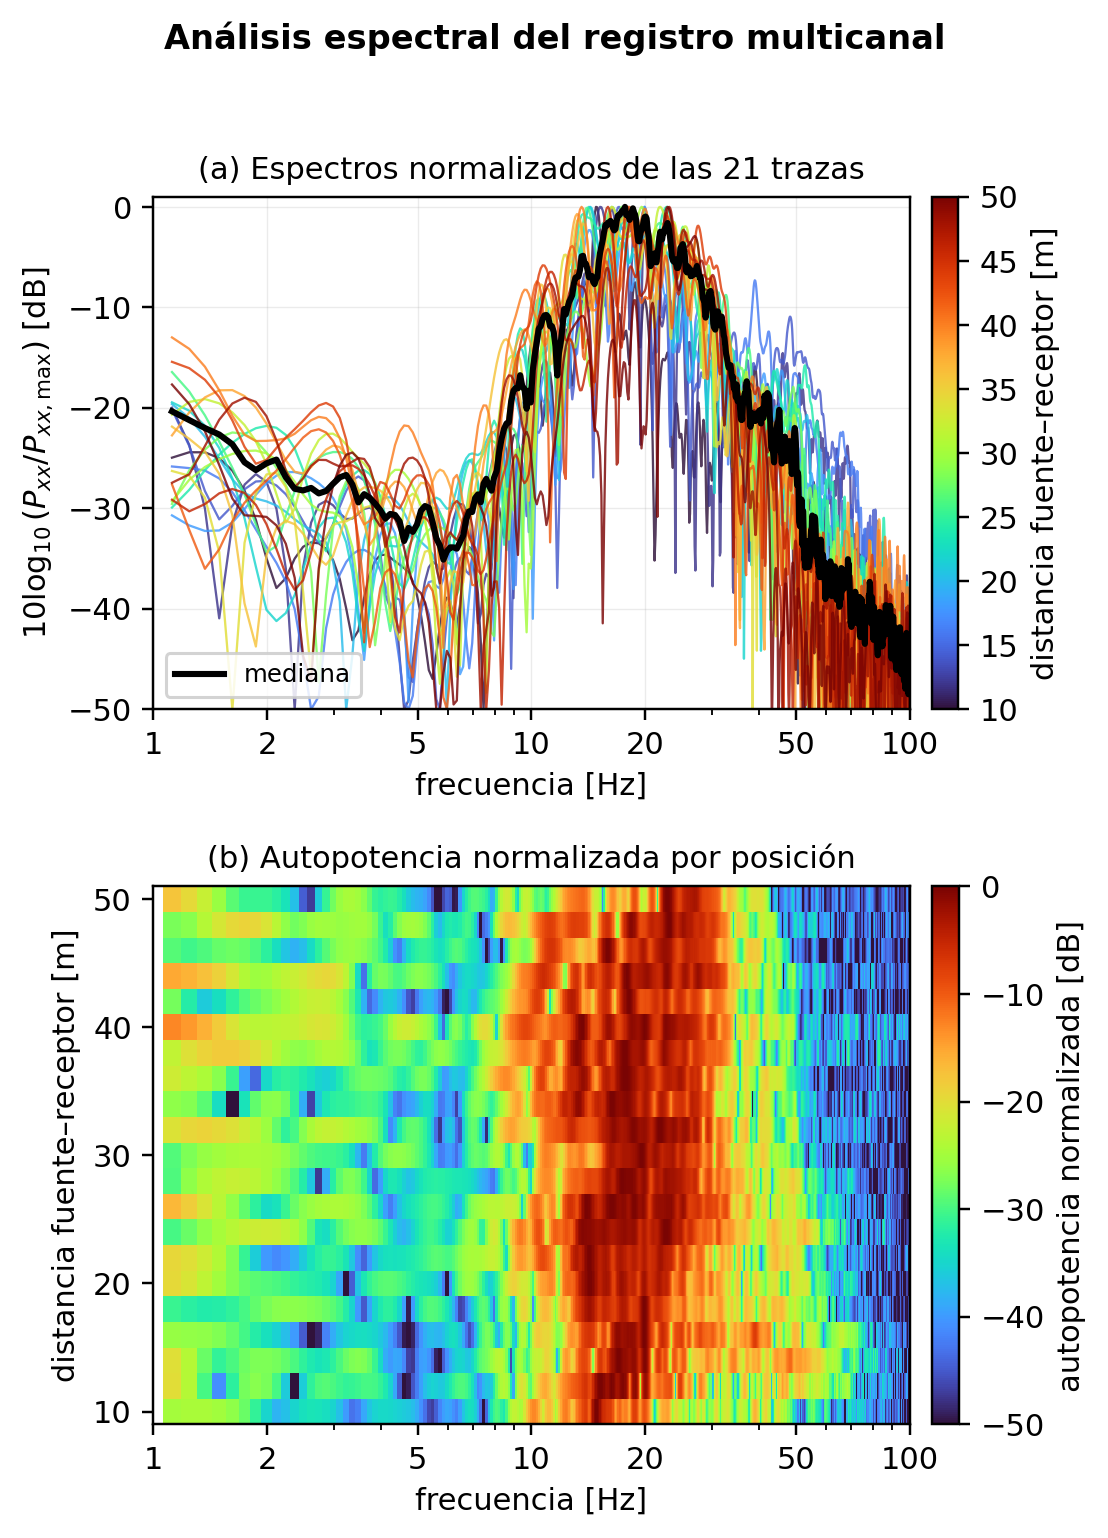 Análisis espectral del registro multicanal
(a) Espectros normalizados de las 21 trazas
10log₁₀ (Pₓₓ/Pₓₓ,max) [dB]
0
−10
−20
−30
−40
−50
mediana
1 2 5 10 20 50 100
frecuencia [Hz]
50
45
40
35
30
25
20
15
10
distancia fuente–receptor [m]
(b) Autopotencia normalizada por posición
distancia fuente–receptor [m]
50
40
30
20
10
1 2 5 10 20 50 100
frecuencia [Hz]
0
−10
−20
−30
−40
−50
autopotencia normalizada [dB]